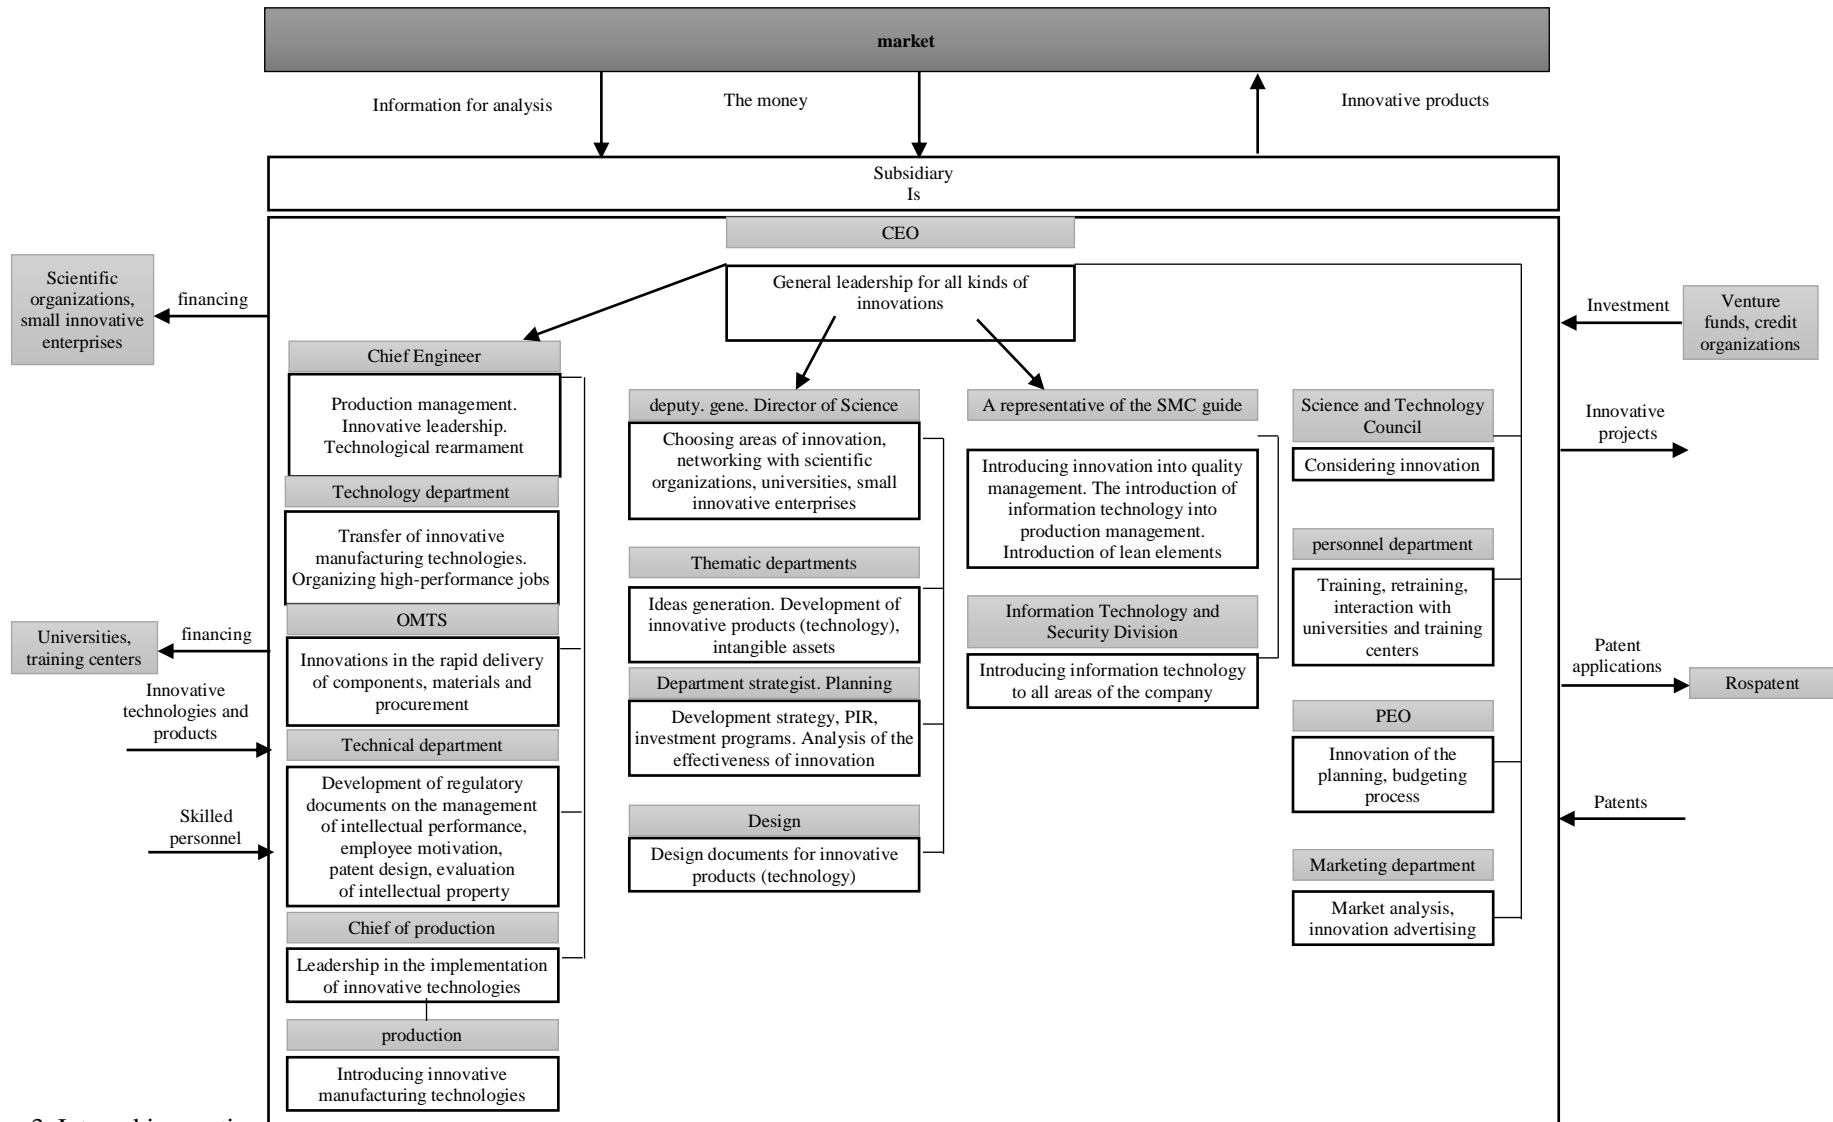 market
Information for analysis
The money
Innovative products
Subsidiary
Is
CEO
General leadership for all kinds of
innovations
Scientific
organizations,
small innovative
enterprises
financing
Universities,
training centers
financing
Innovative
technologies and
products
Skilled
personnel
Chief Engineer
Production management.
Innovative leadership.
Technological rearmament
Technology department
Transfer of innovative
manufacturing technologies.
Organizing high-performance jobs
OMTS
Innovations in the rapid delivery
of components, materials and
procurement
Technical department
Development of regulatory
documents on the management
of intellectual performance,
employee motivation,
patent design, evaluation
of intellectual property
Chief of production
Leadership in the implementation
of innovative technologies
production
Introducing innovative
manufacturing technologies
deputy. gene. Director of Science
Choosing areas of innovation,
networking with scientific
organizations, universities, small
innovative enterprises
Thematic departments
Ideas generation. Development of
innovative products (technology),
intangible assets
Department strategist. Planning
Development strategy, PIR,
investment programs. Analysis of the
effectiveness of innovation
Design
Design documents for innovative
products (technology)
A representative of the SMC guide
Introducing innovation into quality
management. The introduction of
information technology into
production management.
Introduction of lean elements
Information Technology and
Security Division
Introducing information technology
to all areas of the company
Science and Technology
Council
Considering innovation
personnel department
Training, retraining,
interaction with
universities and training
centers
PEO
Innovation of the
planning, budgeting
process
Marketing department
Market analysis,
innovation advertising
Investment
Venture
funds, credit
organizations
Innovative
projects
Patent
applications
Rospatent
Patents